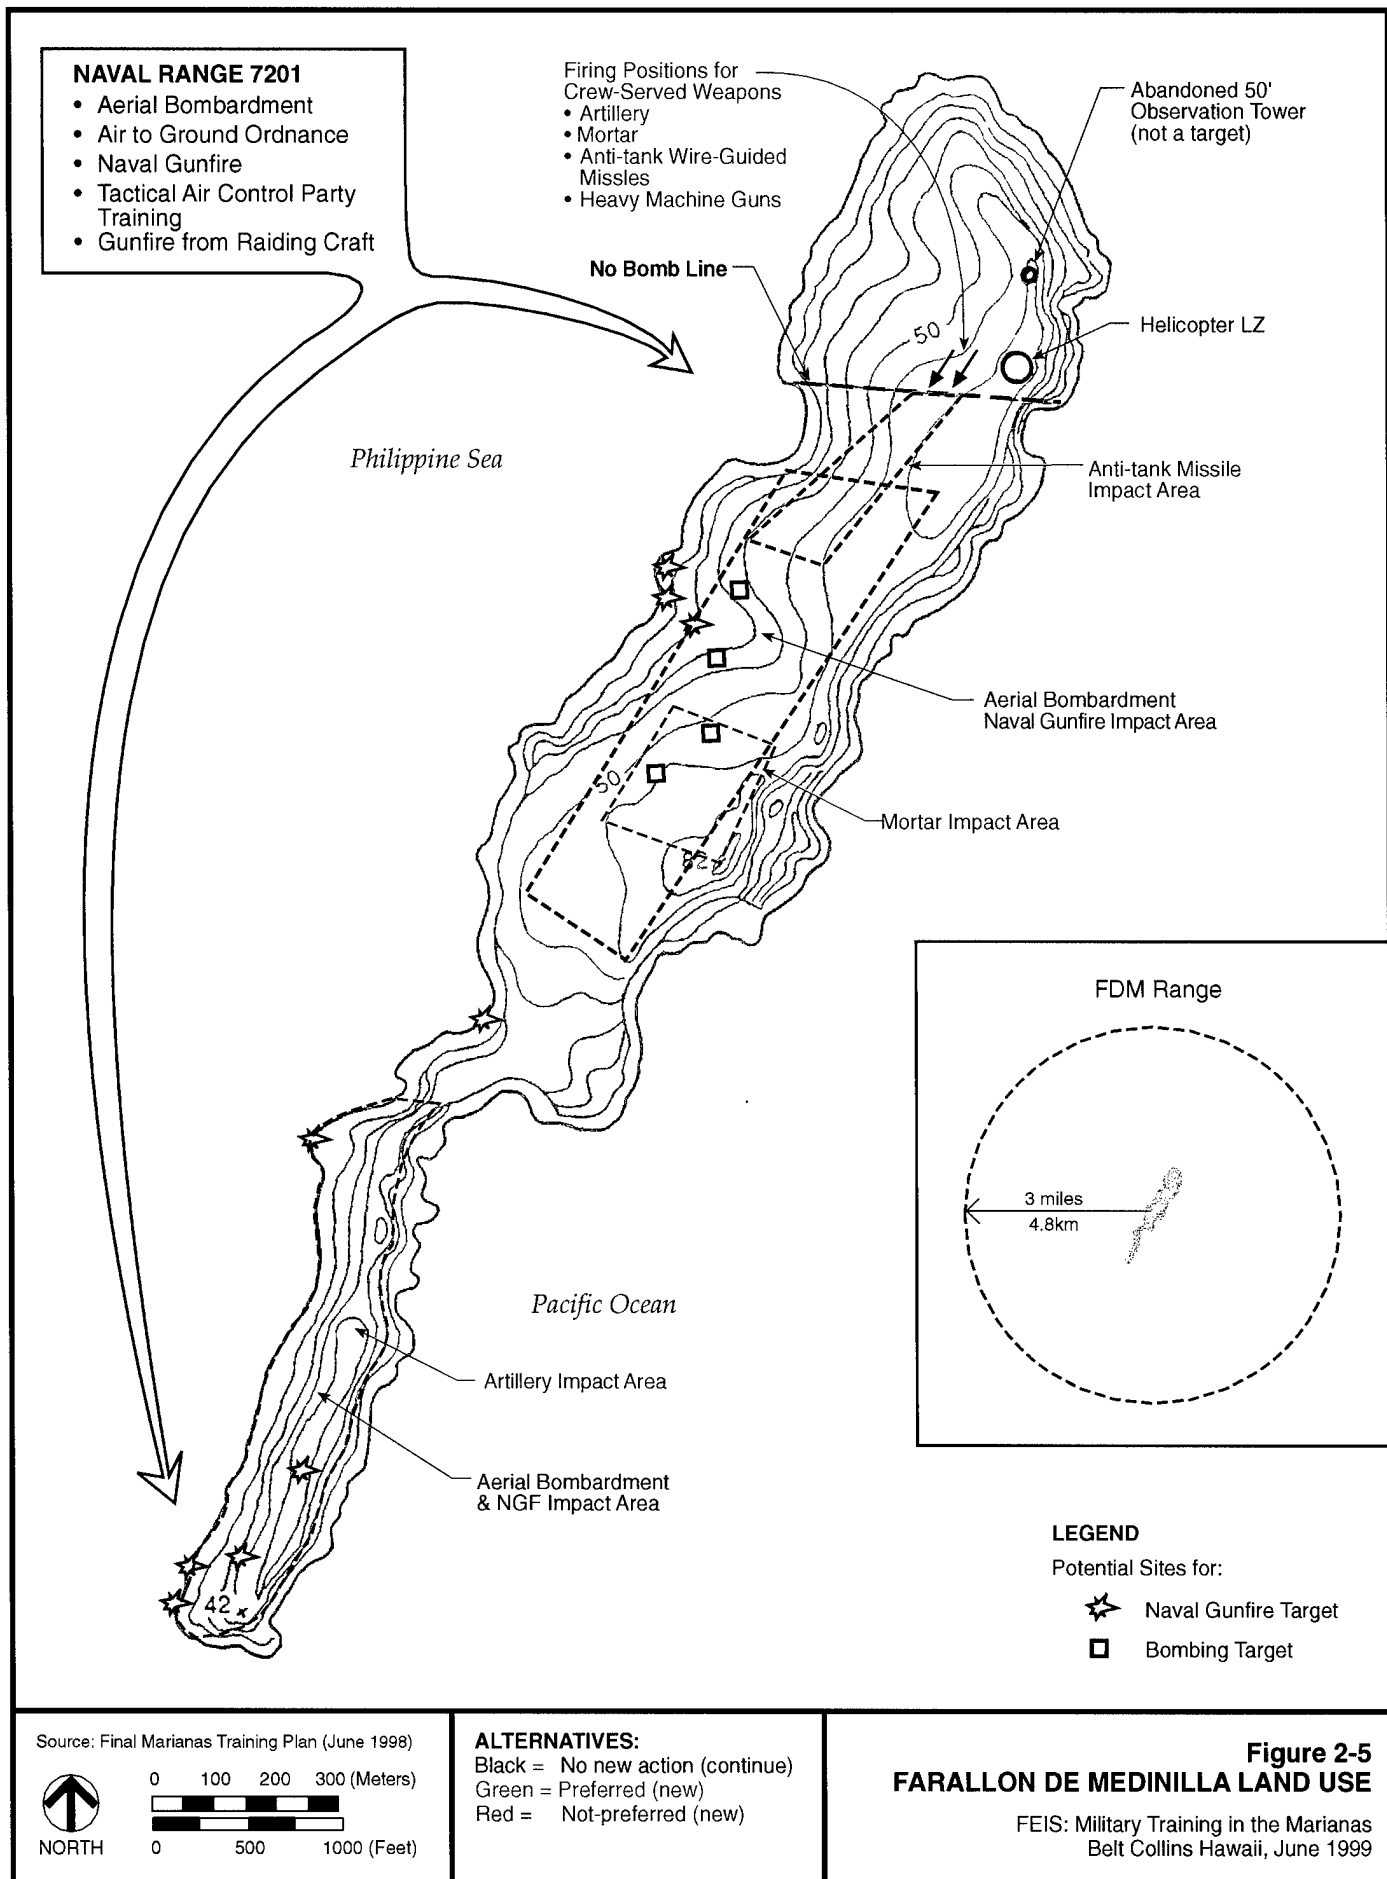 NAVAL RANGE 7201
• Aerial Bombardment
• Air to Ground Ordnance
• Naval Gunfire
• Tactical Air Control Party
Training
• Gunfire from Raiding Craft
Firing Positions for
Crew-Served Weapons
• Artillery
• Mortar
• Anti-tank Wire-Guided
Missles
• Heavy Machine Guns
Abandoned 50'
Observation Tower
(not a target)
No Bomb Line
50
Helicopter LZ
Philippine Sea
Anti-tank Missile
Impact Area
Aerial Bombardment
Naval Gunfire Impact Area
50
Mortar Impact Area
82
FDM Range
3 miles
4.8km
Pacific Ocean
Artillery Impact Area
Aerial Bombardment
& NGF Impact Area
42 x
LEGEND
Potential Sites for:
Naval Gunfire Target
Bombing Target
Source: Final Marianas Training Plan (June 1998)
0 100 200 300 (Meters)
0 500 1000 (Feet)
NORTH
ALTERNATIVES:
Black = No new action (continue)
Green = Preferred (new)
Red = Not-preferred (new)
Figure 2-5
FARALLON DE MEDINILLA LAND USE
FEIS: Military Training in the Marianas
Belt Collins Hawaii, June 1999